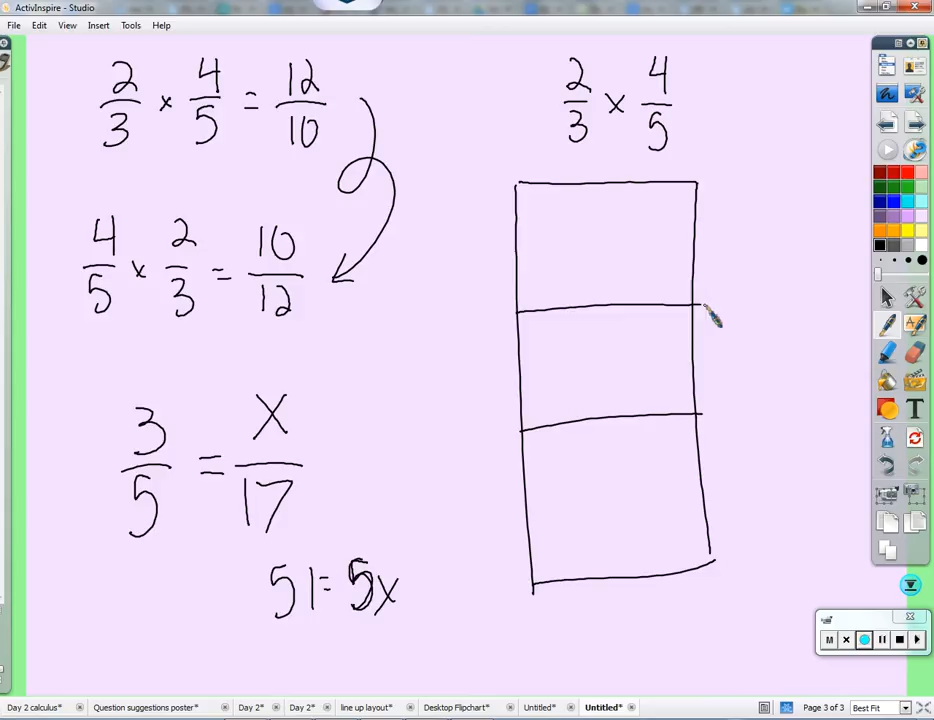 ActivInspire - Studio
File Edit View Insert Tools Help
2/3 × 4/5 = 12/10
2/3 × 4/5
4/5 × 2/3 = 10/12
3/5 = X/17
51 = 5x
T
M
Day 2 calculus* Question suggestions poster* Day 2* Day 2* line up layout* Desktop Flipchart* Untitled* Untitled* Page 3 of 3 Best Fit